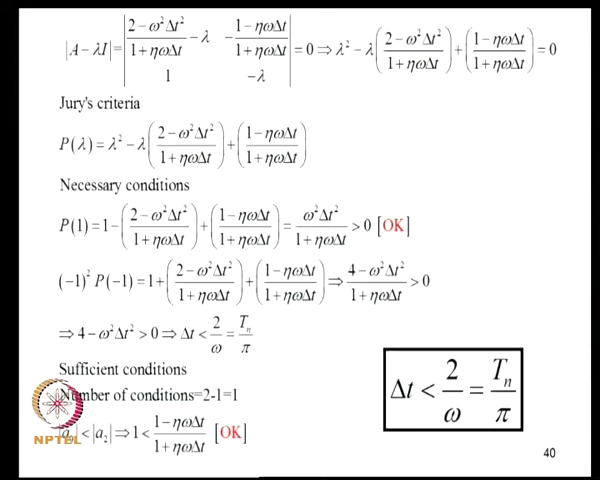 |A − λI| = | (2 − ω²Δt²)/(1 + ηωΔt) − λ   −(1 − ηωΔt)/(1 + ηωΔt) ; 1   −λ | = 0 ⇒ λ² − λ((2 − ω²Δt²)/(1 + ηωΔt)) + ((1 − ηωΔt)/(1 + ηωΔt)) = 0
Jury's criteria
P(λ) = λ² − λ((2 − ω²Δt²)/(1 + ηωΔt)) + ((1 − ηωΔt)/(1 + ηωΔt))
Necessary conditions
P(1) = 1 − ((2 − ω²Δt²)/(1 + ηωΔt)) + ((1 − ηωΔt)/(1 + ηωΔt)) = ω²Δt²/(1 + ηωΔt) > 0 [OK]
(−1)² P(−1) = 1 + ((2 − ω²Δt²)/(1 + ηωΔt)) + ((1 − ηωΔt)/(1 + ηωΔt)) ⇒ (4 − ω²Δt²)/(1 + ηωΔt) > 0
⇒ 4 − ω²Δt² > 0 ⇒ Δt < 2/ω = Tₙ/π
Sufficient conditions
Number of conditions=2-1=1
< |a₂| ⇒ 1 < (1 − ηωΔt)/(1 + ηωΔt) [OK]
Δt < 2/ω = Tₙ/π
NPTEL
40